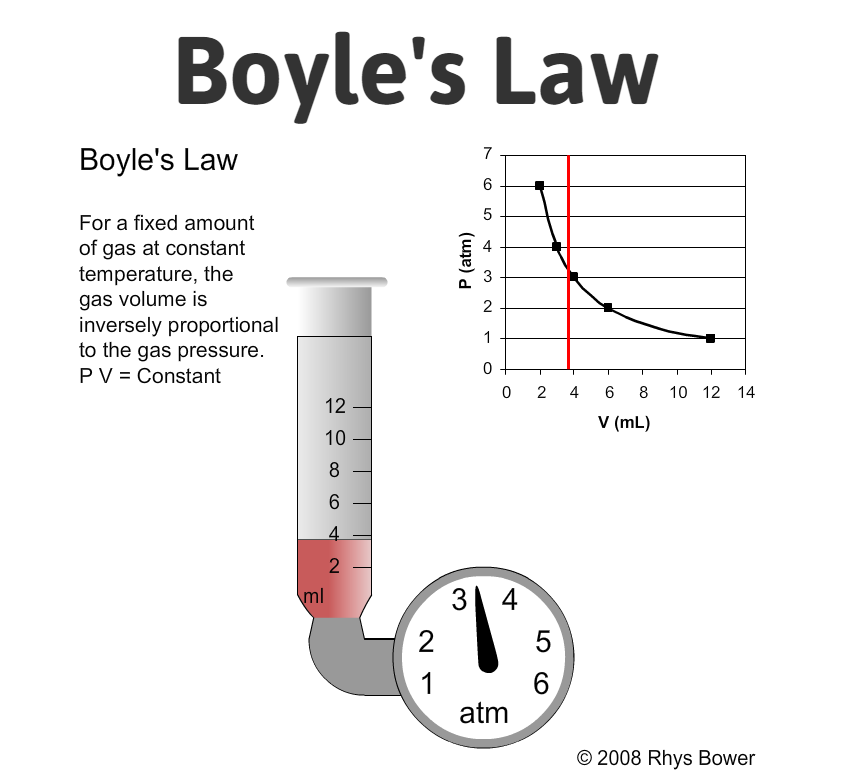 Boyle's Law
Boyle's Law
For a fixed amount
of gas at constant
temperature, the
gas volume is
inversely proportional
to the gas pressure.
P V = Constant
7
6
5
4
3
2
1
0
P (atm)
0 2 4 6 8 10 12 14
V (mL)
12
10
8
6
4
2
ml
3 4
2 5
1 6
atm
© 2008 Rhys Bower